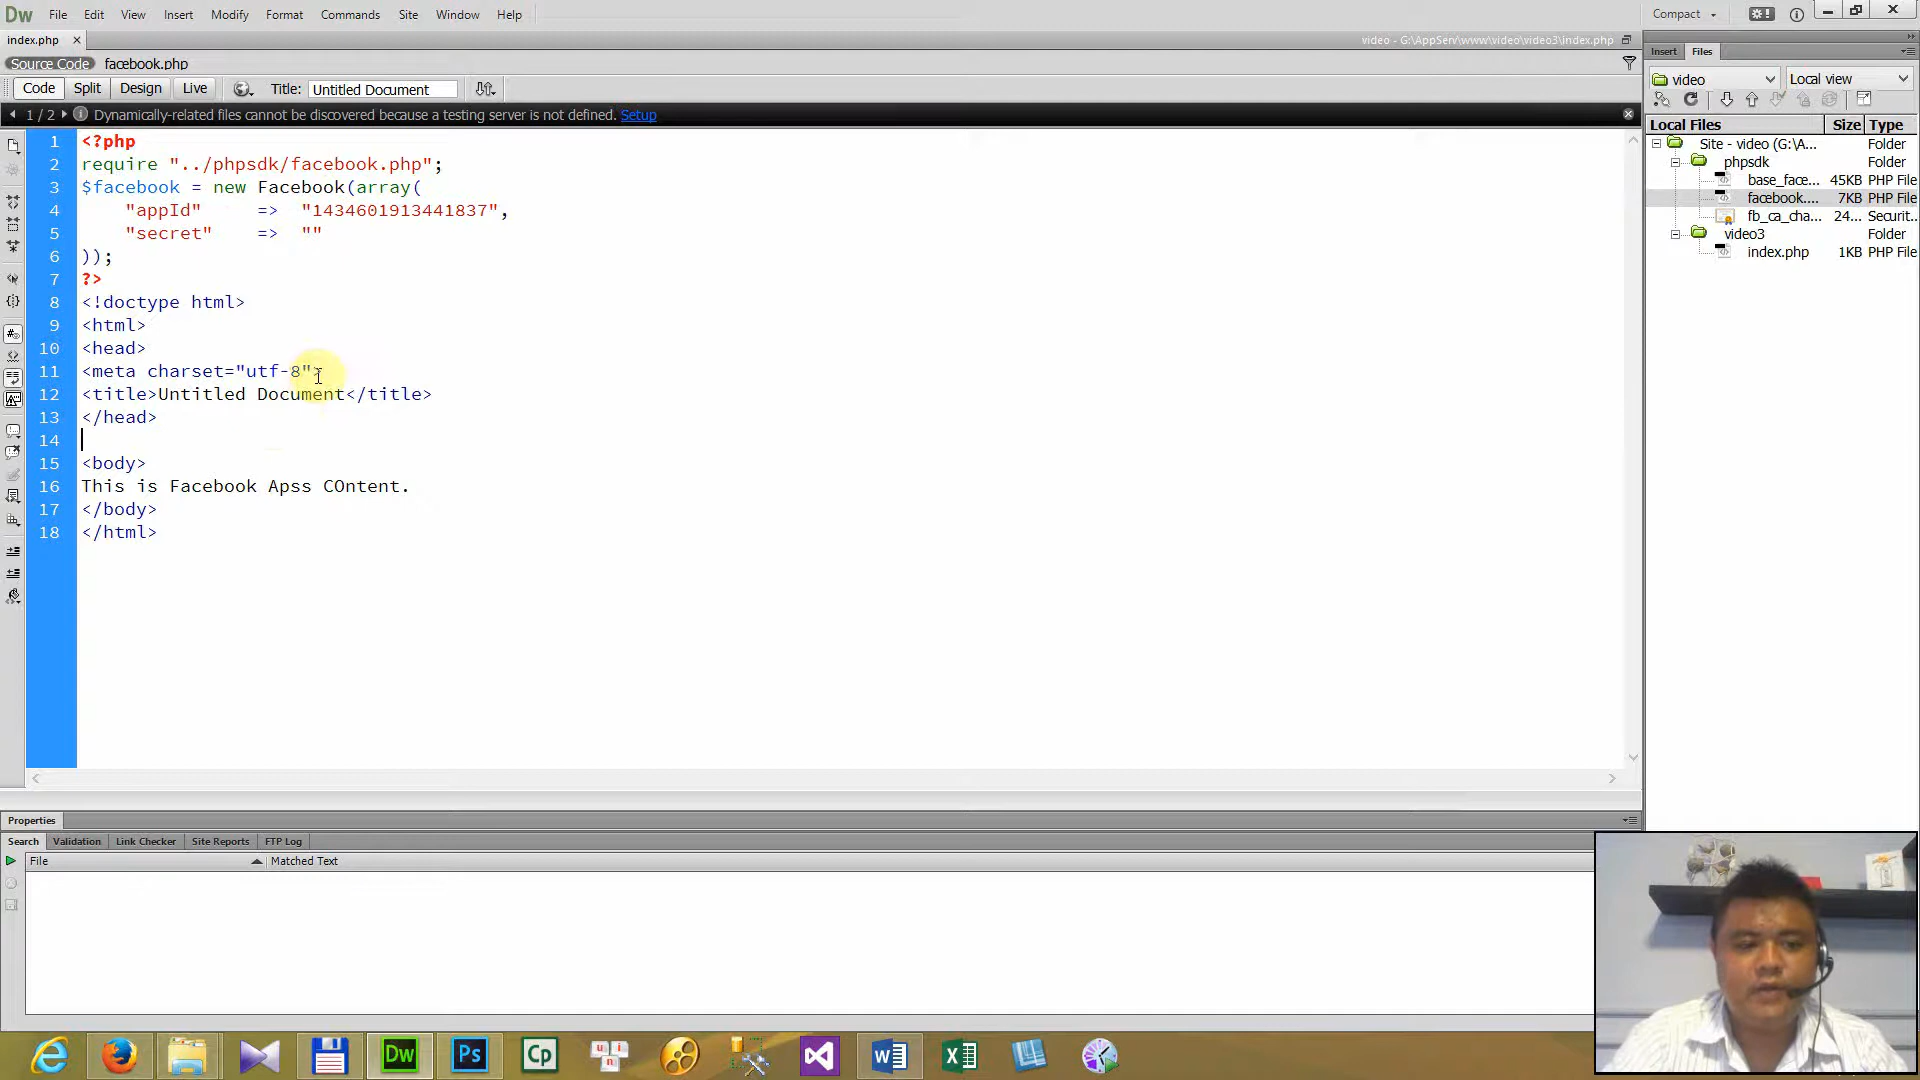 Dw File Edit View Insert Modify Format Commands Site Window Help Compact
index.php video - G:\AppServ\www\video\video3\index.php
Source Code facebook.php
Code Split Design Live Title: Untitled Document
1 / 2 Dynamically-related files cannot be discovered because a testing server is not defined. Setup
1 <?php
2 require "../phpsdk/facebook.php";
3 $facebook = new Facebook(array(
4 "appId" => "1434601913441837",
5 "secret" => ""
6 ));
7 ?>
8 <!doctype html>
9 <html>
10 <head>
11 <meta charset="utf-8">
12 <title>Untitled Document</title>
13 </head>
14
15 <body>
16 This is Facebook Apss COntent.
17 </body>
18 </html>
Insert Files
video Local view
Local Files Size Type
Site - video (G:\A... Folder
phpsdk Folder
base_face... 45KB PHP File
facebook.... 7KB PHP File
fb_ca_cha... 24... Securit...
video3 Folder
index.php 1KB PHP File
Properties
Search Validation Link Checker Site Reports FTP Log
File Matched Text
Dw Ps Cp u i n